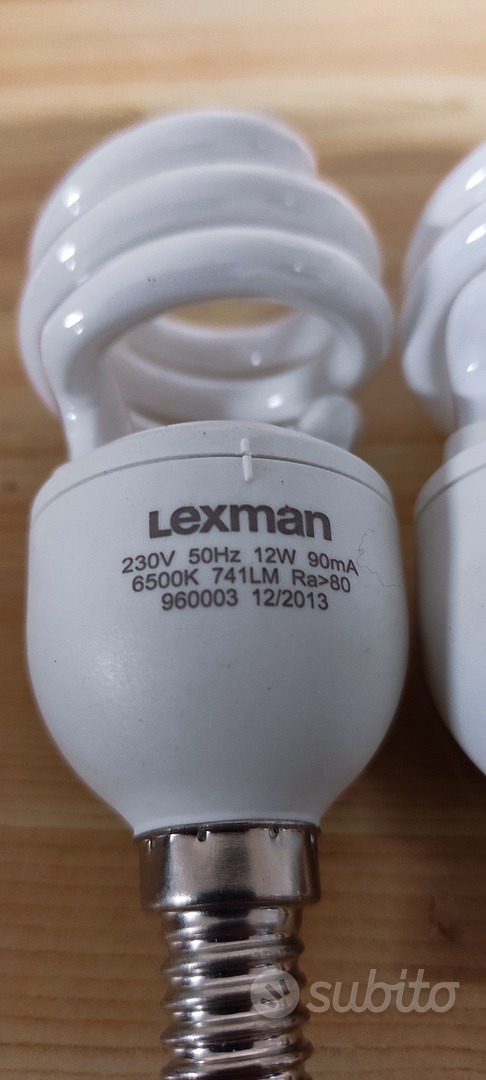 Lexman
230V 50Hz 12W 90mA
6500K 741LM Ra>80
960003 12/2013
subito